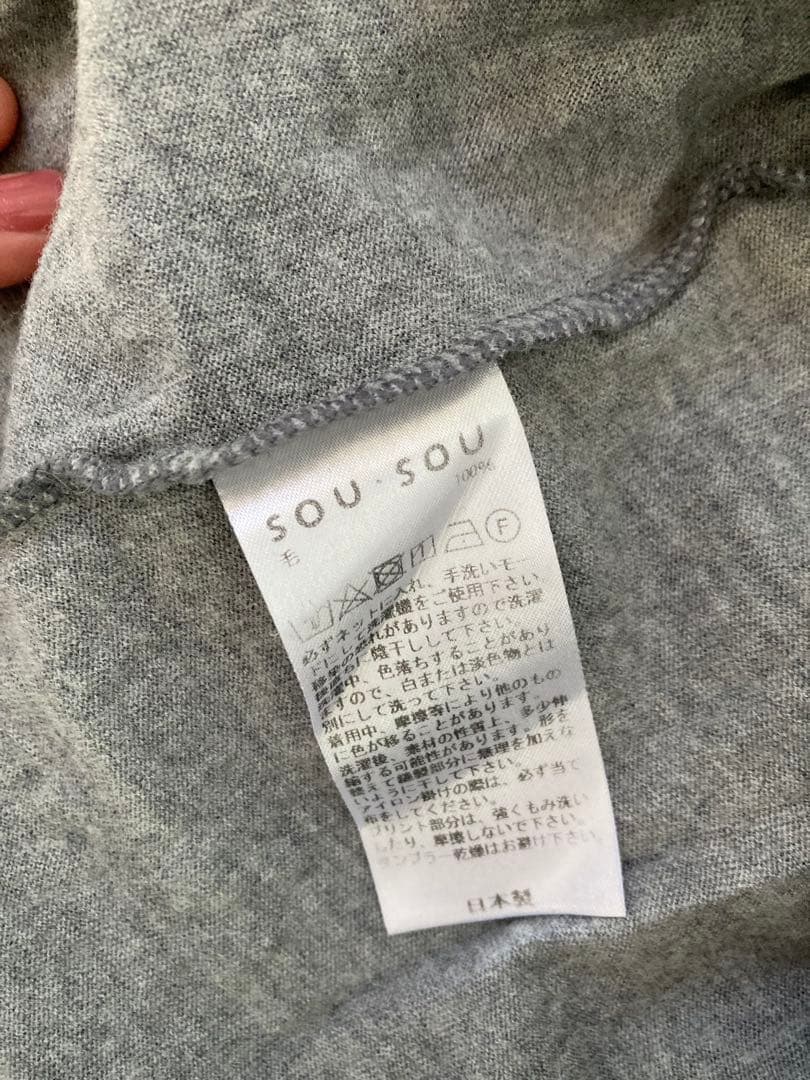 SOU・SOU
毛 100%
F
必ずネットに入れ、手洗いモー
ドにして洗濯機をご使用下さい。
移染の恐れがありますので洗濯
後直ちに陰干しして下さい。
摩擦中、色落ちすることがあり
ますので、白または淡色物とは
別にして洗って下さい。
着用中、摩擦等により他のもの
に色が移ることがあります。
洗濯後、素材の性質上、多少伸
縮する可能性があります。形を
整えて縫製部分に無理を加えな
いように干して下さい。
アイロン掛けの際は、必ず当て
布をしてください。
プリント部分は、強くもみ洗い
したり、摩擦しないで下さい。
タンブラー乾燥はお避け下さい。
日本製